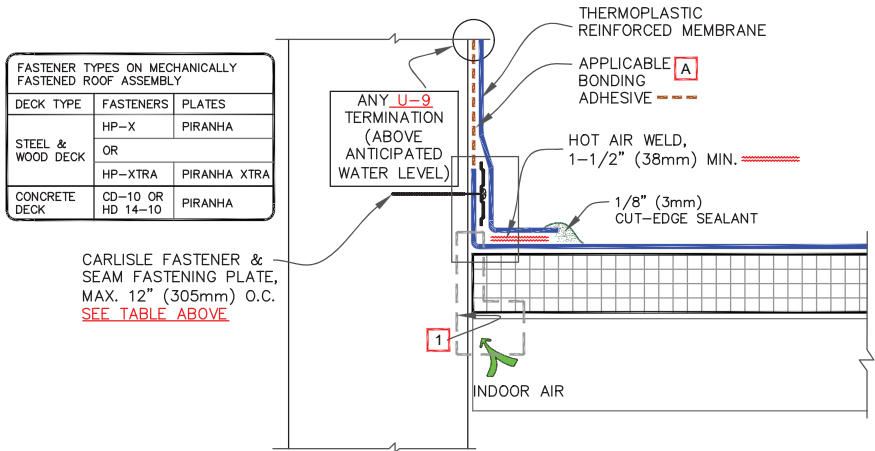 FASTENER TYPES ON MECHANICALLY
FASTENED ROOF ASSEMBLY
DECK TYPE FASTENERS PLATES
STEEL &
WOOD DECK
HP-X PIRANHA
OR
HP-XTRA PIRANHA XTRA
CONCRETE
DECK
CD-10 OR
HD 14-10
PIRANHA
ANY U-9
TERMINATION
(ABOVE
ANTICIPATED
WATER LEVEL)
THERMOPLASTIC
REINFORCED MEMBRANE
APPLICABLE A
BONDING
ADHESIVE
HOT AIR WELD,
1-1/2" (38mm) MIN.
1/8" (3mm)
CUT-EDGE SEALANT
CARLISLE FASTENER &
SEAM FASTENING PLATE,
MAX. 12" (305mm) O.C.
SEE TABLE ABOVE
1
INDOOR AIR